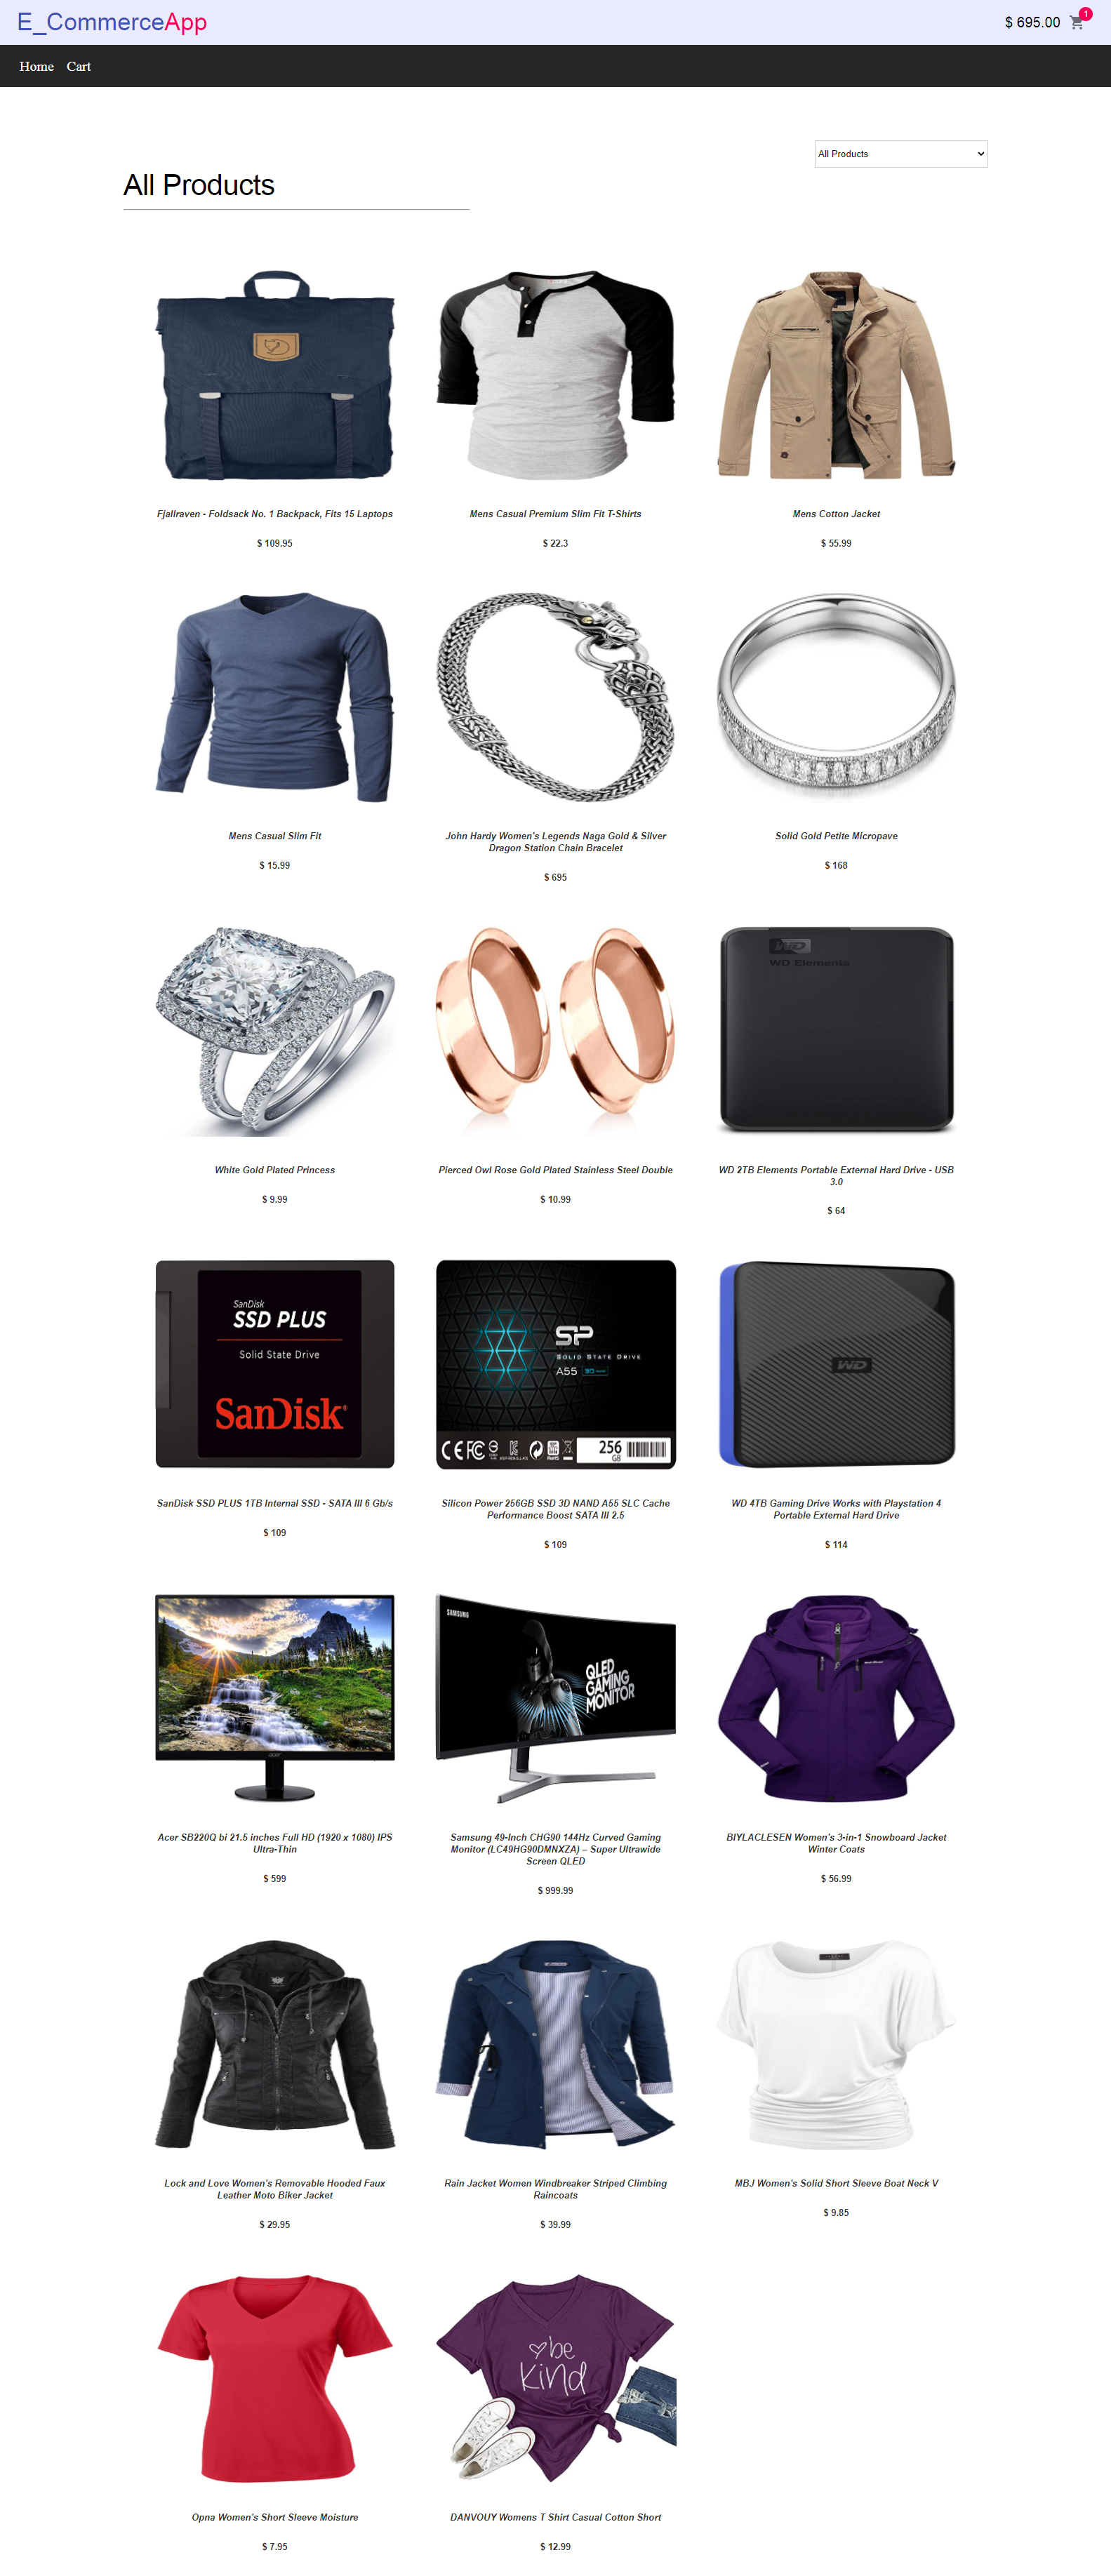 E_CommerceApp
$ 695.00
1
Home Cart
All Products
All Products
Fjallraven - Foldsack No. 1 Backpack, Fits 15 Laptops
$ 109.95
Mens Casual Premium Slim Fit T-Shirts
$ 22.3
Mens Cotton Jacket
$ 55.99
Mens Casual Slim Fit
$ 15.99
John Hardy Women's Legends Naga Gold & Silver
Dragon Station Chain Bracelet
$ 695
Solid Gold Petite Micropave
$ 168
White Gold Plated Princess
$ 9.99
Pierced Owl Rose Gold Plated Stainless Steel Double
$ 10.99
WD
WD Elements
WD 2TB Elements Portable External Hard Drive - USB
3.0
$ 64
SanDisk
SSD PLUS
Solid State Drive
SanDisk
SanDisk SSD PLUS 1TB Internal SSD - SATA III 6 Gb/s
$ 109
SP
SOLID STATE DRIVE
A55
256
GB
Silicon Power 256GB SSD 3D NAND A55 SLC Cache
Performance Boost SATA III 2.5
$ 109
WD
WD 4TB Gaming Drive Works with Playstation 4
Portable External Hard Drive
$ 114
acer
Acer SB220Q bi 21.5 inches Full HD (1920 x 1080) IPS
Ultra-Thin
$ 599
SAMSUNG
QLED
GAMING
MONITOR
Samsung 49-Inch CHG90 144Hz Curved Gaming
Monitor (LC49HG90DMNXZA) – Super Ultrawide
Screen QLED
$ 999.99
BIYLACLESEN Women's 3-in-1 Snowboard Jacket
Winter Coats
$ 56.99
Lock and Love Women's Removable Hooded Faux
Leather Moto Biker Jacket
$ 29.95
Rain Jacket Women Windbreaker Striped Climbing
Raincoats
$ 39.99
MBJ Women's Solid Short Sleeve Boat Neck V
$ 9.85
Opna Women's Short Sleeve Moisture
$ 7.95
be
kind
DANVOUY Womens T Shirt Casual Cotton Short
$ 12.99